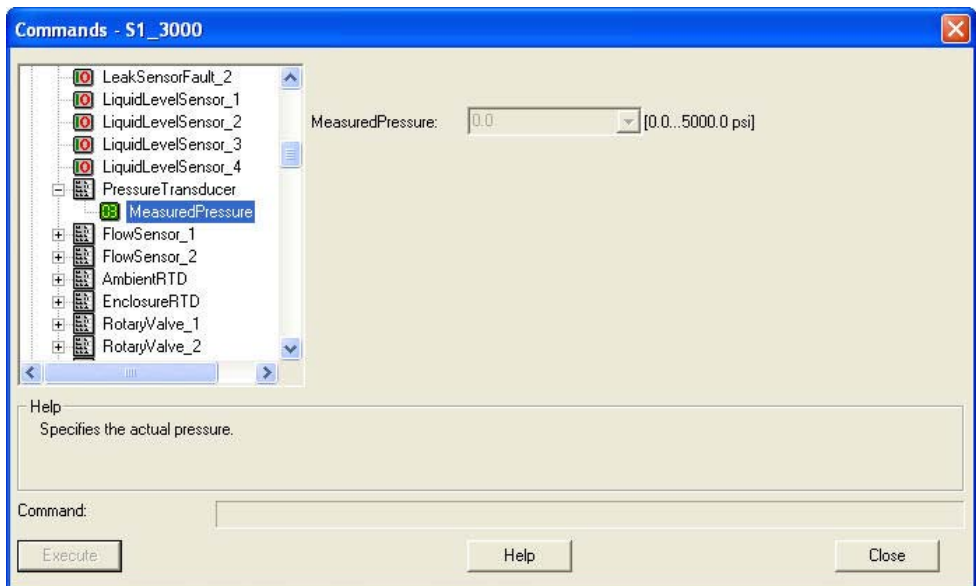 Commands - S1_3000
LeakSensorFault_2
LiquidLevelSensor_1
LiquidLevelSensor_2
LiquidLevelSensor_3
LiquidLevelSensor_4
PressureTransducer
MeasuredPressure
FlowSensor_1
FlowSensor_2
AmbientRTD
EnclosureRTD
RotaryValve_1
RotaryValve_2
MeasuredPressure: 0.0 [0.0...5000.0 psi]
Help
Specifies the actual pressure.
Command:
Execute Help Close